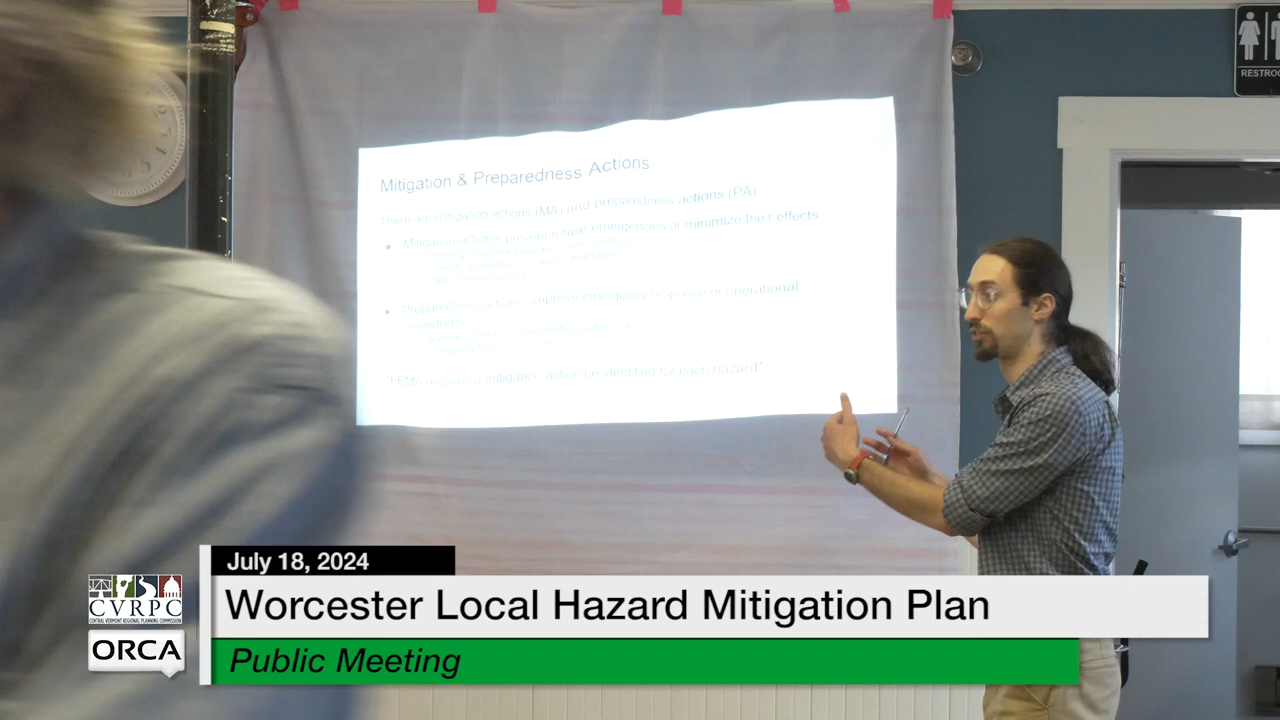 RESTRO
Mitigation & Preparedness Actions
There are mitigation actions (MA) and preparedness actions (PA)
Mitigation actions: prevent future emergencies or minimize their effects
Preparedness actions: improve emergency response or operational
procedures
"FEMA requires a mitigation action be identified for each hazard"
July 18, 2024
Worcester Local Hazard Mitigation Plan
Public Meeting
CVRPC
CENTRAL VERMONT REGIONAL PLANNING COMMISSION
ORCA